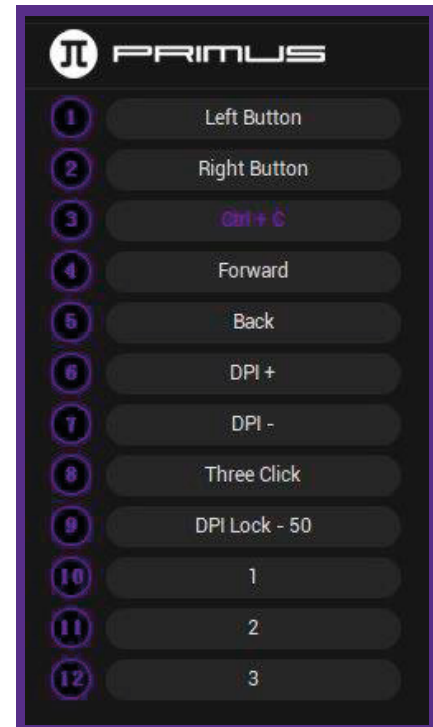 PRIMUS
1 Left Button
2 Right Button
3 Ctrl + C
4 Forward
5 Back
6 DPI +
7 DPI -
8 Three Click
9 DPI Lock - 50
10 1
11 2
12 3